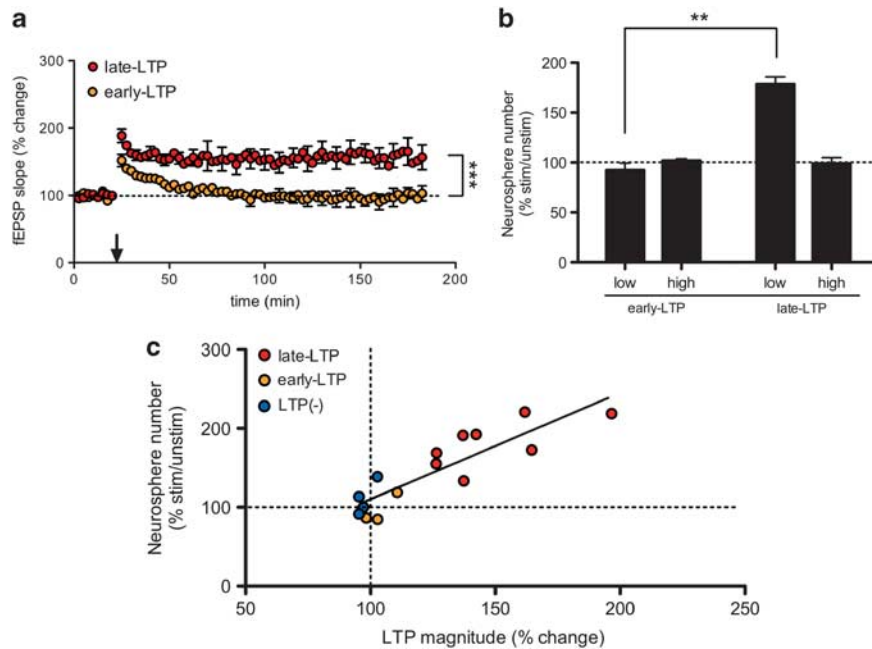 a
late-LTP
early-LTP
fEPSP slope (% change)
300
200
100
0
0
50
100
150
200
time (min)
***
b
**
Neurosphere number
(% stim/unstim)
200
150
100
50
0
low
high
low
high
early-LTP
late-LTP
c
late-LTP
early-LTP
LTP(-)
Neurosphere number
(% stim/unstim)
300
200
100
0
50
100
150
200
250
LTP magnitude (% change)